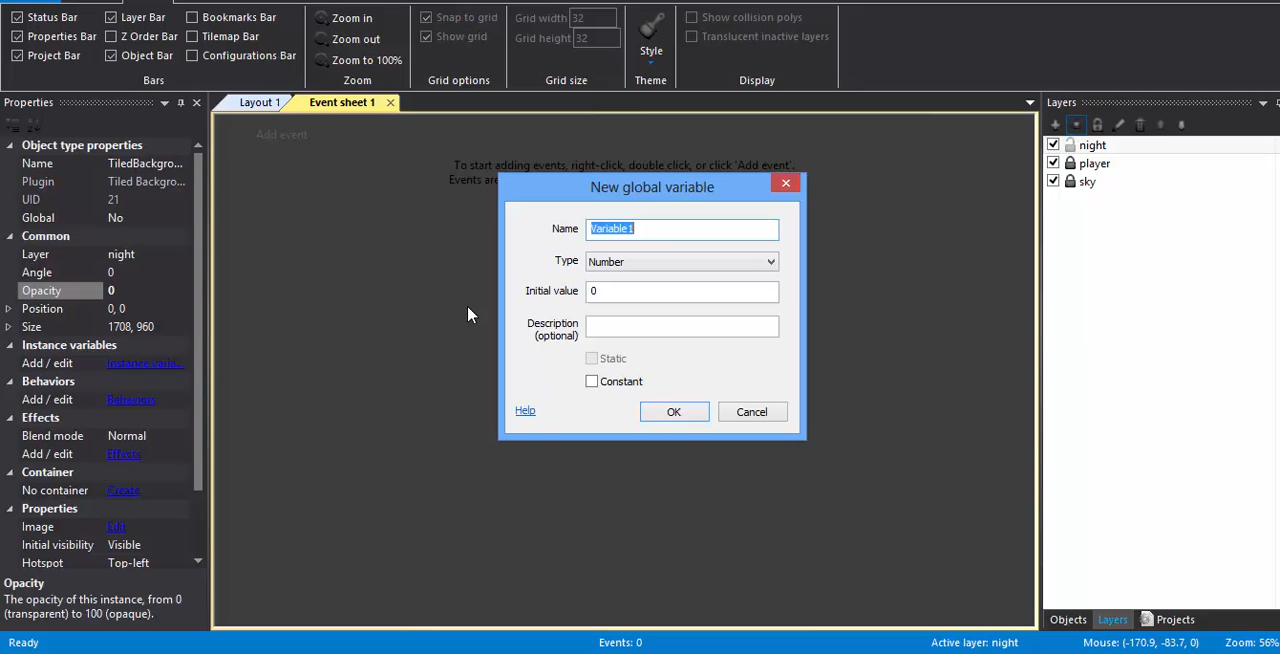 Status Bar
Layer Bar
Bookmarks Bar
Properties Bar
Z Order Bar
Tilemap Bar
Project Bar
Object Bar
Configurations Bar
Bars
Zoom in
Zoom out
Zoom to 100%
Zoom
Snap to grid
Show grid
Grid options
Grid width 32
Grid height 32
Grid size
Style
Theme
Show collision polys
Translucent inactive layers
Display
Properties
Object type properties
Name TiledBackgro...
Plugin Tiled Backgro...
UID 21
Global No
Common
Layer night
Angle 0
Opacity 0
Position 0, 0
Size 1708, 960
Instance variables
Add / edit Instance varia...
Behaviors
Add / edit Behaviors
Effects
Blend mode Normal
Add / edit Effects
Container
No container Create
Properties
Image Edit
Initial visibility Visible
Hotspot Top-left
Opacity
The opacity of this instance, from 0
(transparent) to 100 (opaque).
Layout 1
Event sheet 1
Add event
To start adding events, right-click, double click, or click 'Add event'.
Events are
New global variable
Name Variable1
Type Number
Initial value 0
Description
(optional)
Static
Constant
Help
OK
Cancel
Layers
night
player
sky
Objects
Layers
Projects
Ready
Events: 0
Active layer: night
Mouse: (-170.9, -83.7, 0)
Zoom: 56%